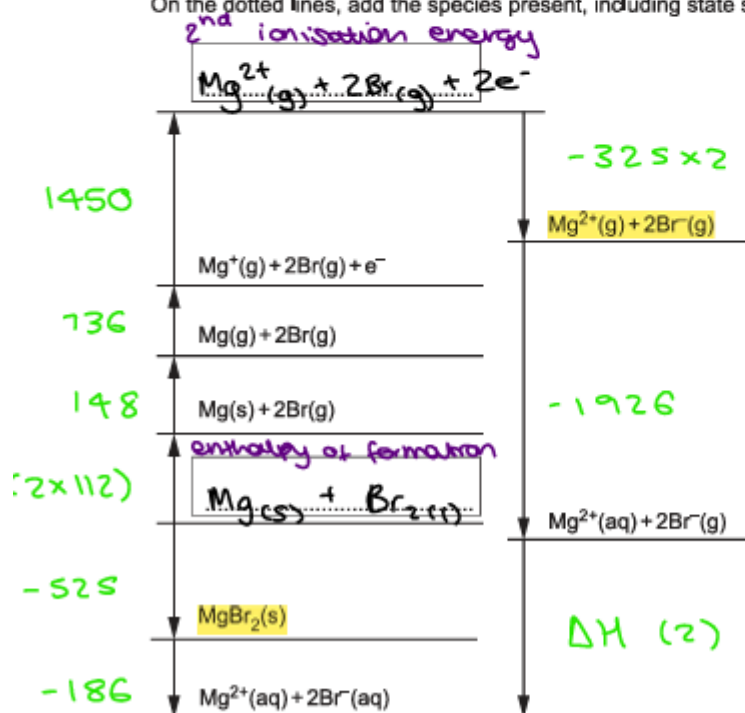 On the dotted lines, add the species present, including state s
2nd ionisation energy
Mg²⁺(g) + 2Br(g) + 2e⁻
-325 x 2
1450
Mg²⁺(g) + 2Br⁻(g)
Mg⁺(g) + 2Br(g) + e⁻
736
Mg(g) + 2Br(g)
148
Mg(s) + 2Br(g)
-1926
enthalpy of formation
(2x112)
Mg(s) + Br₂(l)
Mg²⁺(aq) + 2Br⁻(g)
-525
MgBr₂(s)
ΔH (2)
-186
Mg²⁺(aq) + 2Br⁻(aq)